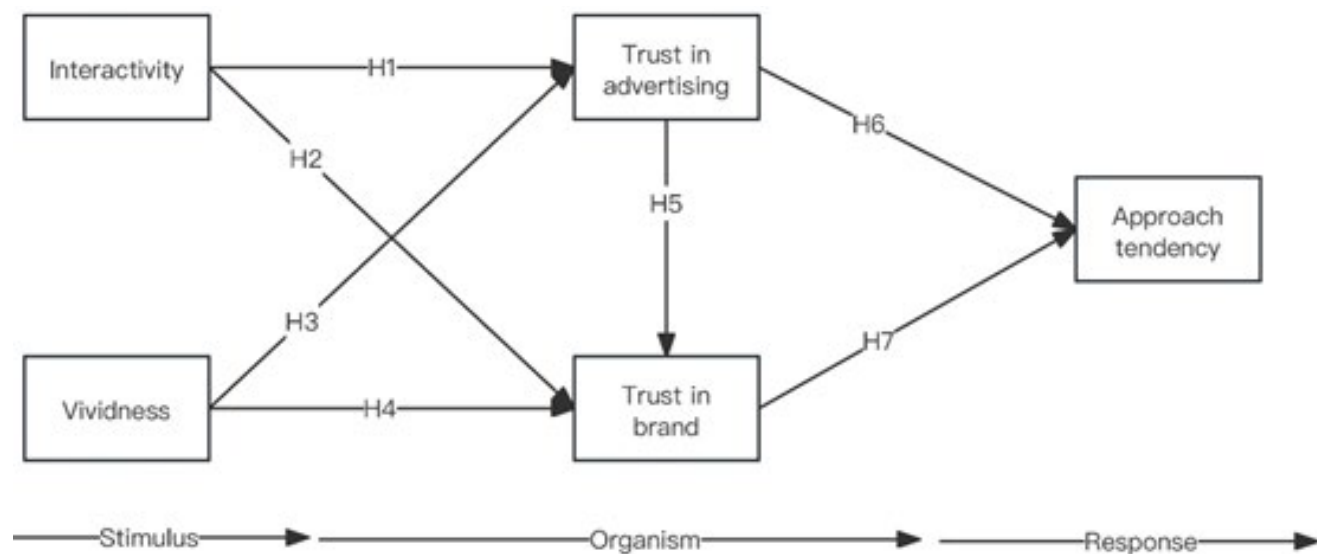 Interactivity
H1
Trust in
advertising
H2
H6
H5
Approach
tendency
H3
H7
Vividness
H4
Trust in
brand
Stimulus
Organism
Response